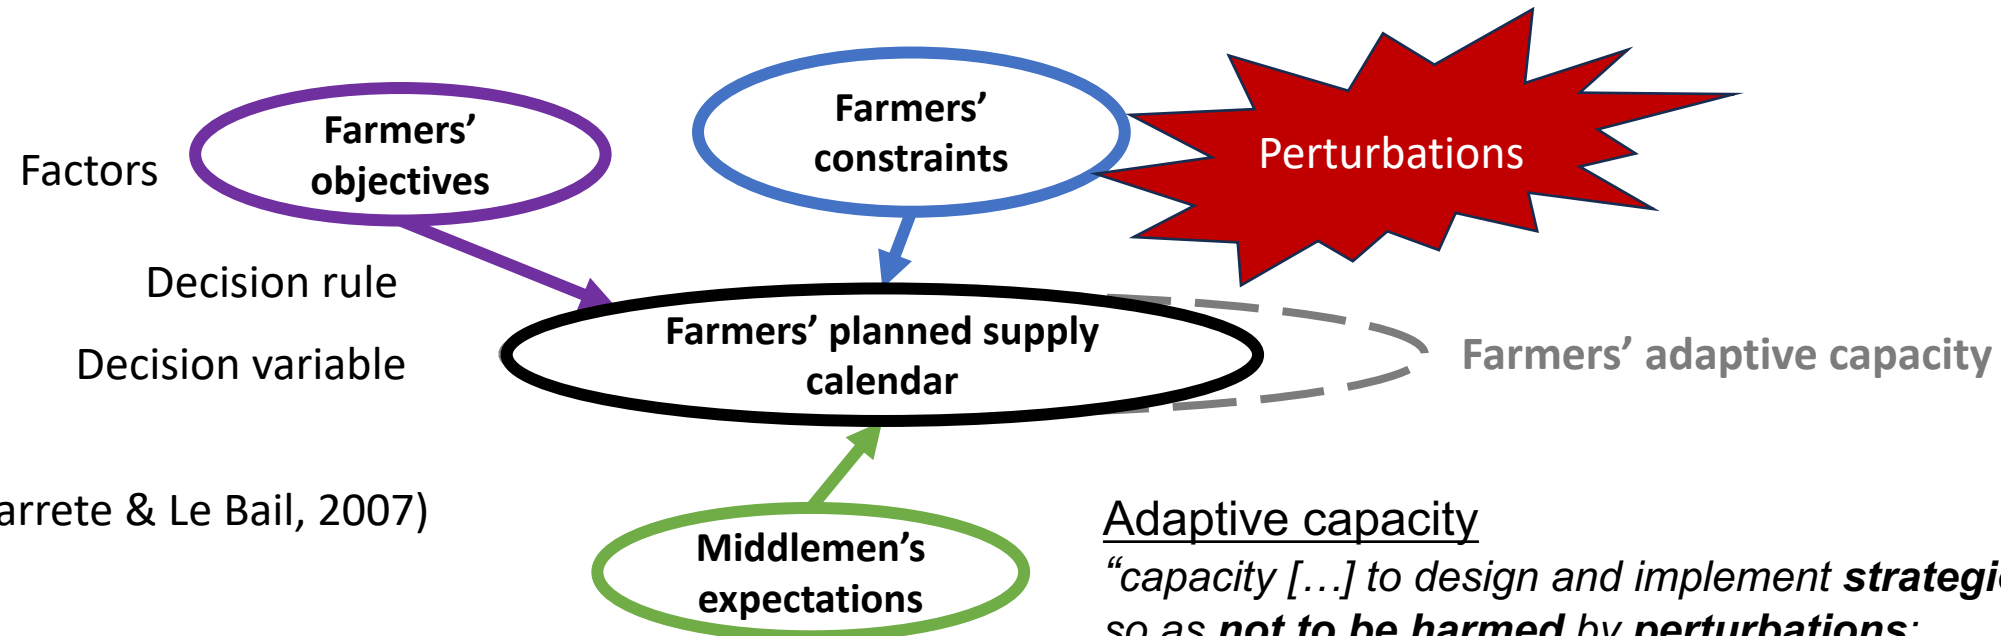 Farmers’
objectives
Farmers’
constraints
Perturbations
Factors
Decision rule
Farmers’ planned supply
calendar
Decision variable
Farmers’ adaptive capacity
& Le Bail, 2007)
Middlemen’s
expectations
Adaptive capacity
“capacity […] to design and implement
so as not to be harmed by perturbations;